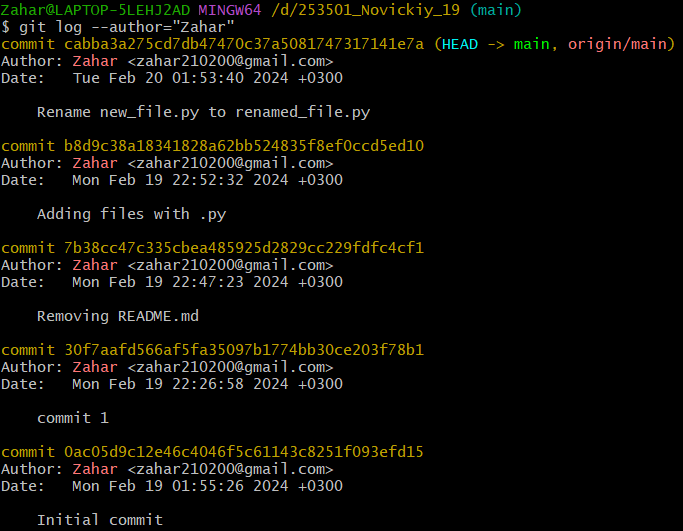 Zahar@LAPTOP-5LEHJ2AD MINGW64 /d/253501_Novickiy_19 (main)
$ git log --author="Zahar"
commit cabba3a275cd7db47470c37a5081747317141e7a (HEAD -> main, origin/main)
Author: Zahar <zahar210200@gmail.com>
Date:   Tue Feb 20 01:53:40 2024 +0300

    Rename new_file.py to renamed_file.py

commit b8d9c38a18341828a62bb524835f8ef0ccd5ed10
Author: Zahar <zahar210200@gmail.com>
Date:   Mon Feb 19 22:52:32 2024 +0300

    Adding files with .py

commit 7b38cc47c335cbea485925d2829cc229fdfc4cf1
Author: Zahar <zahar210200@gmail.com>
Date:   Mon Feb 19 22:47:23 2024 +0300

    Removing README.md

commit 30f7aafd566af5fa35097b1774bb30ce203f78b1
Author: Zahar <zahar210200@gmail.com>
Date:   Mon Feb 19 22:26:58 2024 +0300

    commit 1

commit 0ac05d9c12e46c4046f5c61143c8251f093efd15
Author: Zahar <zahar210200@gmail.com>
Date:   Mon Feb 19 01:55:26 2024 +0300

    Initial commit